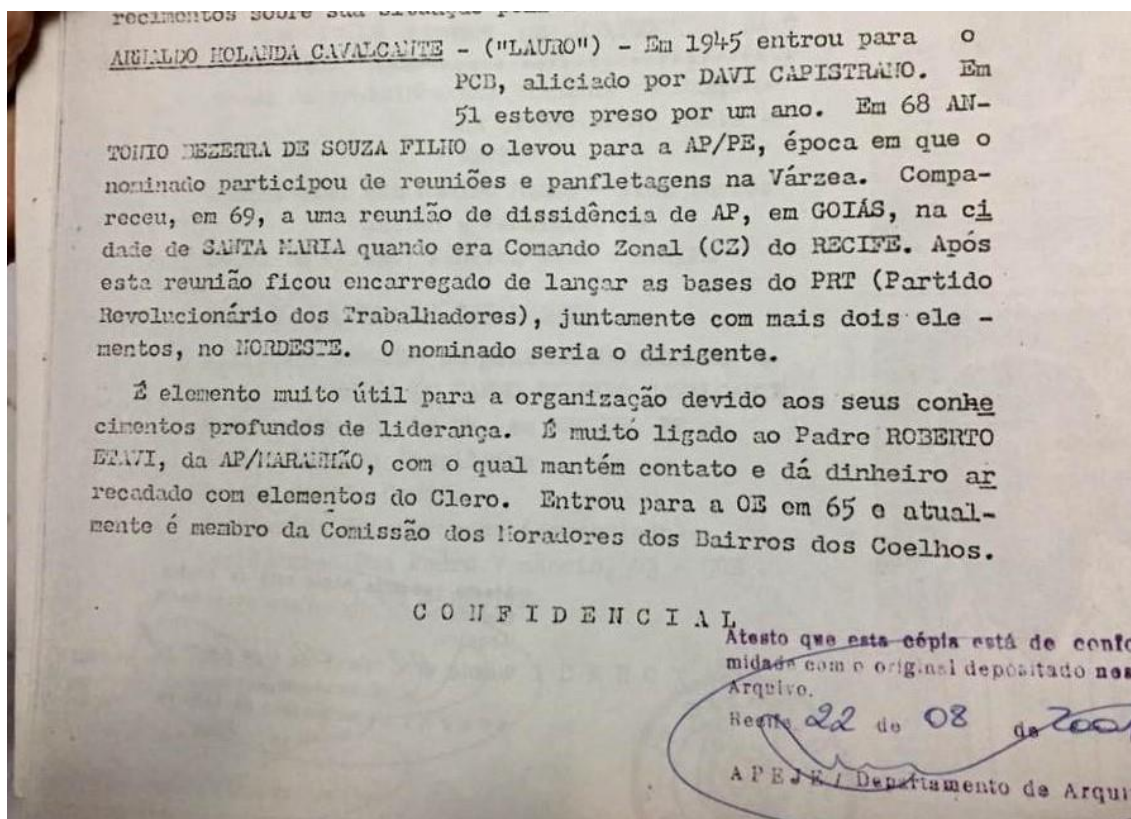 recimentos sobre sua situação
ARNALDO HOLANDA CAVALCANTE - ("LAURO") - Em 1945 entrou para o
PCB, aliciado por DAVI CAPISTRANO. Em
51 esteve preso por um ano. Em 68 AN-
TONIO BEZERRA DE SOUZA FILHO o levou para a AP/PE, época em que o
nominado participou de reuniões e panfletagens na Várzea. Compa-
receu, em 69, a uma reunião de dissidência de AP, em GOIÁS, na ci
dade de SANTA MARIA quando era Comando Zonal (CZ) do RECIFE. Após
esta reunião ficou encarregado de lançar as bases do PRT (Partido
Revolucionário dos Trabalhadores), juntamente com mais dois ele -
mentos, no NORDESTE. O nominado seria o dirigente.
É elemento muito útil para a organização devido aos seus conhe
cimentos profundos de liderança. É muito ligado ao Padre ROBERTO
, da AP/MARANHÃO, com o qual mantém contato e dá dinheiro ar
recadado com elementos do Clero. Entrou para a OE em 65 e atual-
mente é membro da Comissão dos Moradores dos Bairros dos Coelhos.
CONFIDENCIAL
Atesto que esta cópia está de confo
midade com o original depositado nes
Arquivo.
Recife 22 de 08 de 200
APEJE / Departamento de Arqui